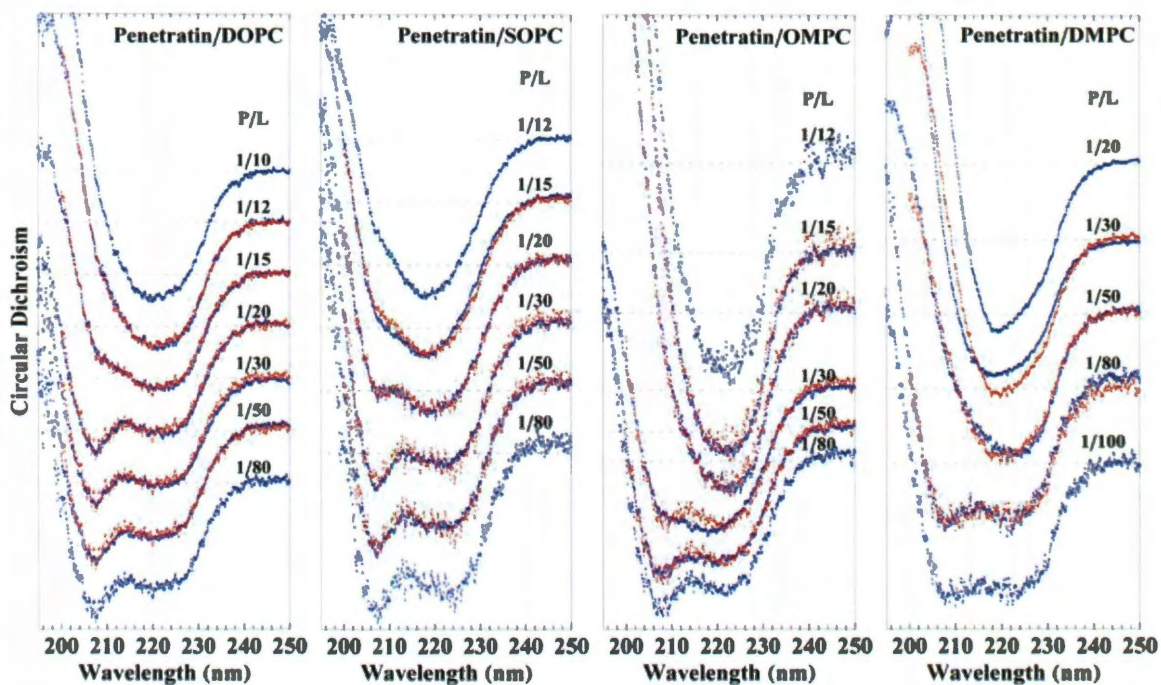 Circular Dichroism
Penetratin/DOPC
P/L
1/10
1/12
1/15
1/20
1/30
1/50
1/80
200 210 220 230 240 250
Wavelength (nm)
Penetratin/SOPC
P/L
1/12
1/15
1/20
1/30
1/50
1/80
200 210 220 230 240 250
Wavelength (nm)
Penetratin/OMPC
P/L
1/12
1/15
1/20
1/30
1/50
1/80
200 210 220 230 240 250
Wavelength (nm)
Penetratin/DMPC
P/L
1/20
1/30
1/50
1/80
1/100
200 210 220 230 240 250
Wavelength (nm)